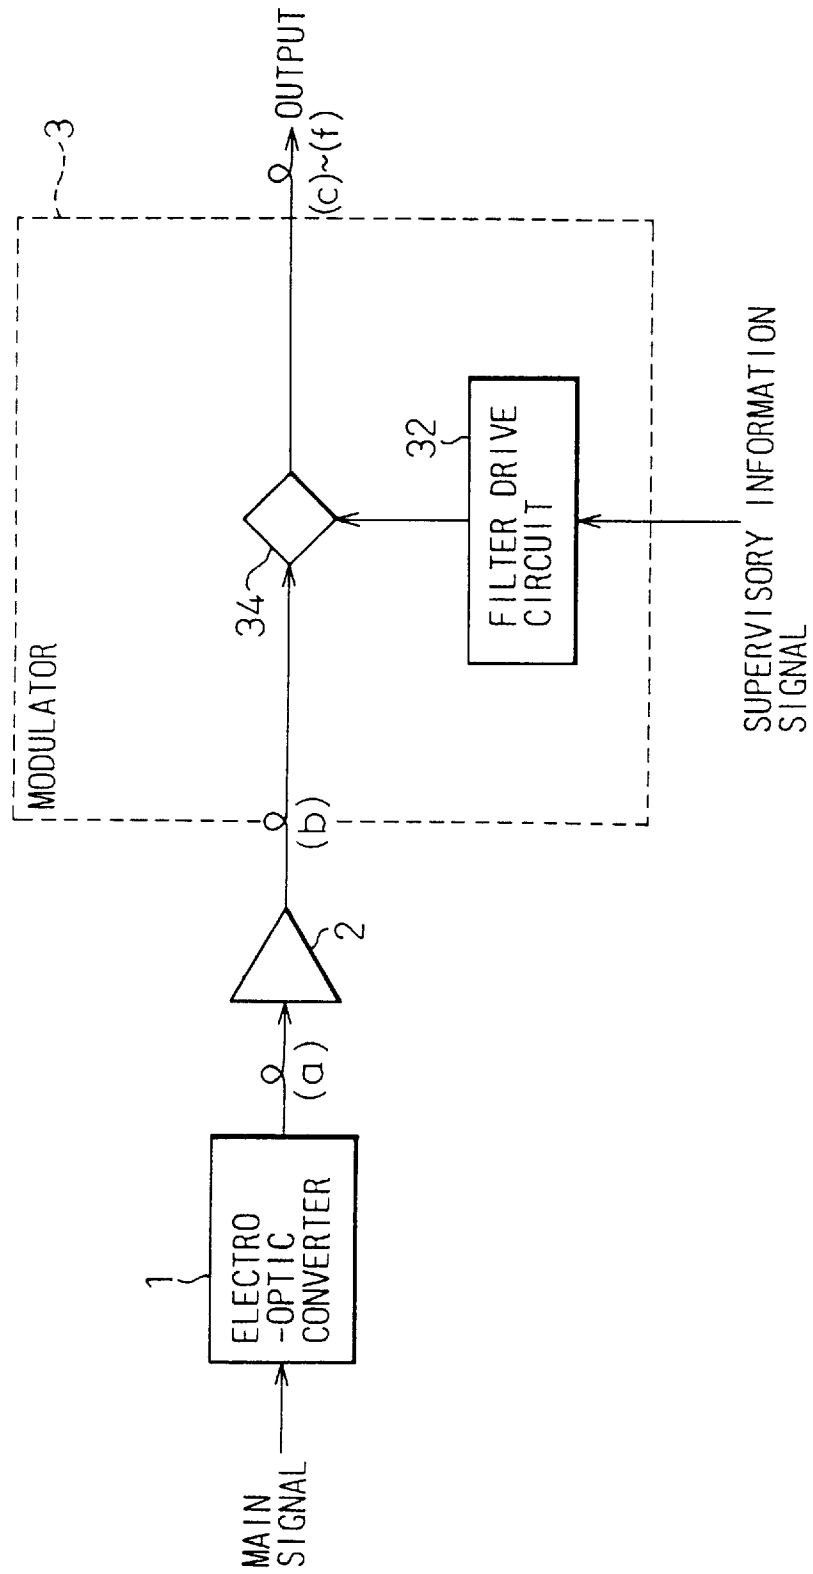 MAIN
SIGNAL
1
ELECTRO
-OPTIC
CONVERTER
(a)
2
(b)
MODULATOR
3
34
32
FILTER DRIVE
CIRCUIT
SUPERVISORY INFORMATION
SIGNAL
OUTPUT
(c)~(f)